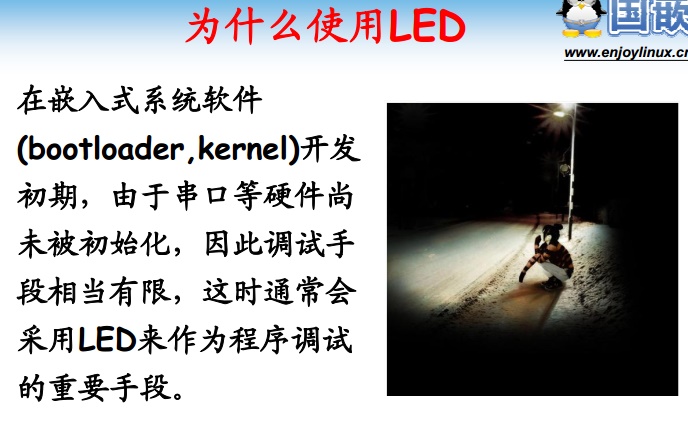 为什么使用LED
国嵌
www.enjoylinux.cn
在嵌入式系统软件
(bootloader,kernel)开发
初期，由于串口等硬件尚
未被初始化，因此调试手
段相当有限，这时通常会
采用LED来作为程序调试
的重要手段。